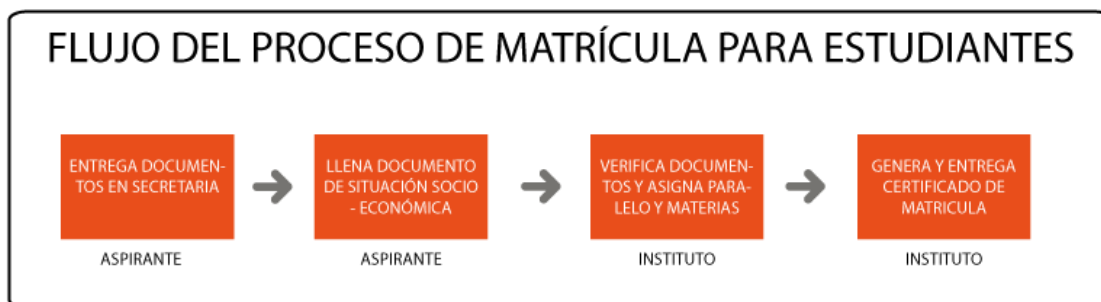 FLUJO DEL PROCESO DE MATRÍCULA PARA ESTUDIANTES
ENTREGA DOCUMEN-
TOS EN SECRETARIA
ASPIRANTE
LLENA DOCUMENTO
DE SITUACIÓN SOCIO
- ECONÓMICA
ASPIRANTE
VERIFICA DOCUMEN-
TOS Y ASIGNA PARA-
LELO Y MATERIAS
INSTITUTO
GENERA Y ENTREGA
CERTIFICADO DE
MATRICULA
INSTITUTO